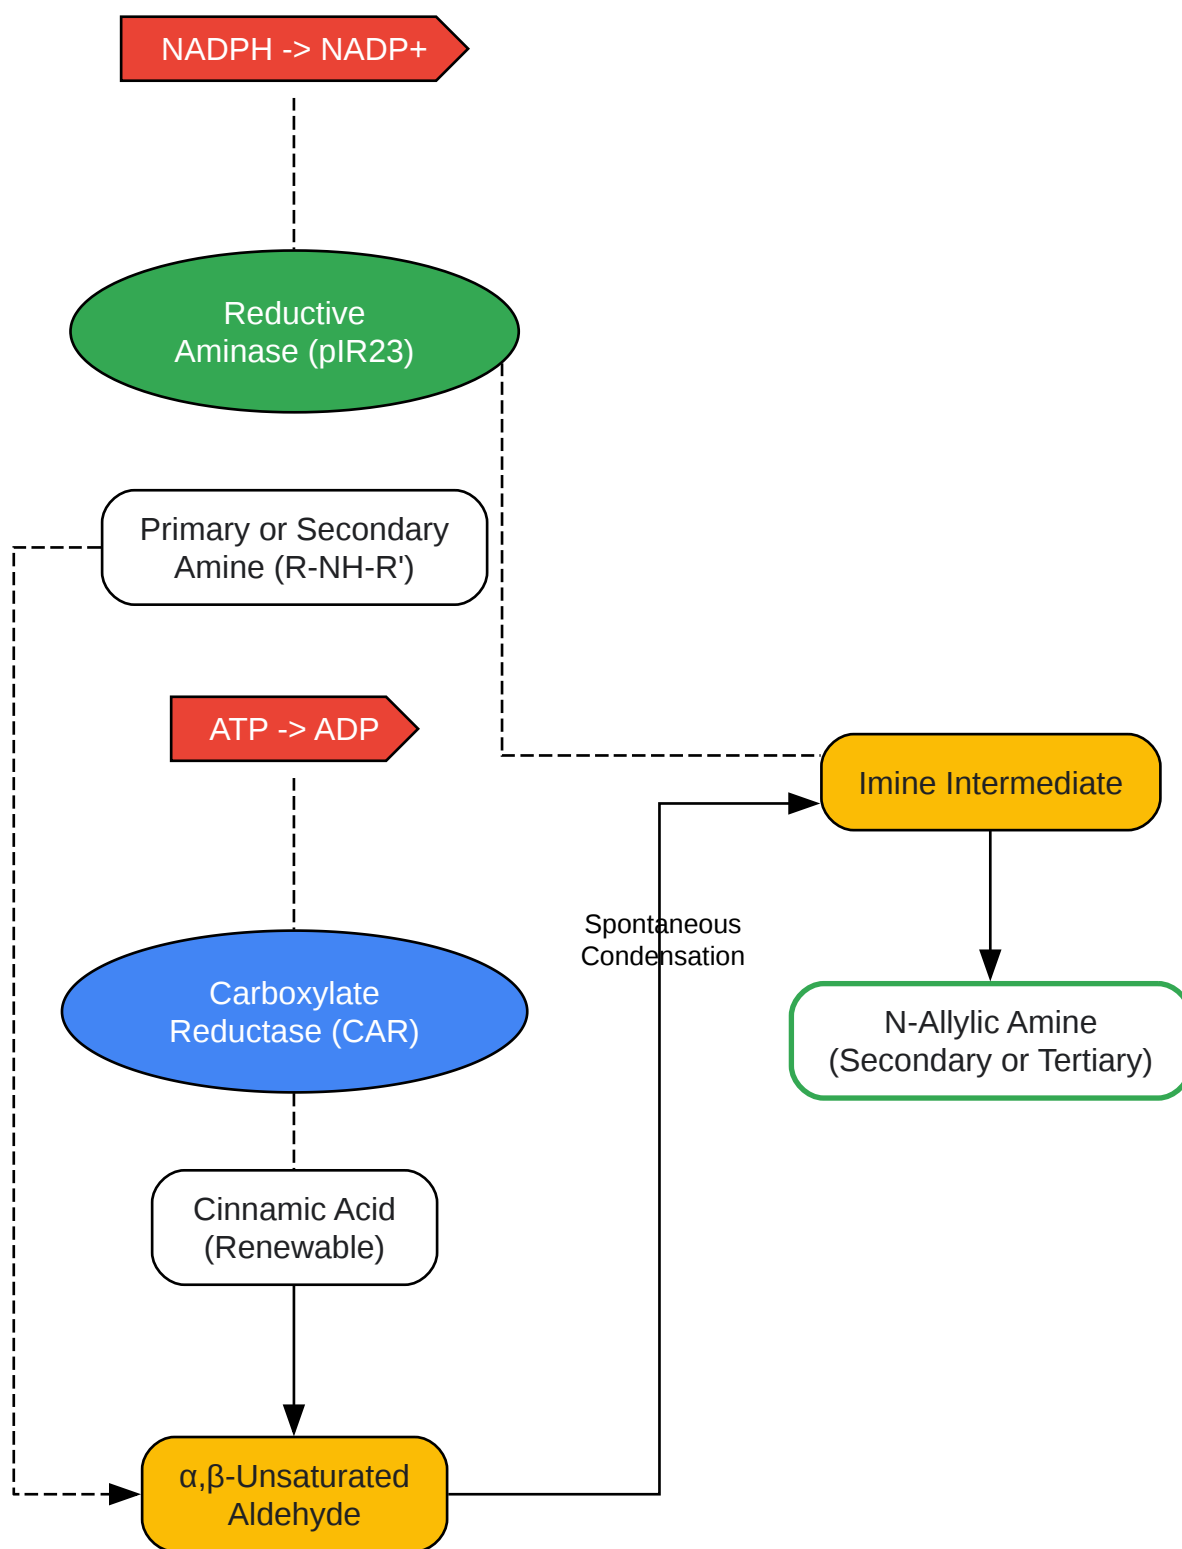 NADPH -> NADP+
Reductive
Aminase (pIR23)
Primary or Secondary
Amine (R-NH-R')
ATP -> ADP
Imine Intermediate
Spontaneous
Condensation
Carboxylate
Reductase (CAR)
N-Allylic Amine
(Secondary or Tertiary)
Cinnamic Acid
(Renewable)
α,β-Unsaturated
Aldehyde